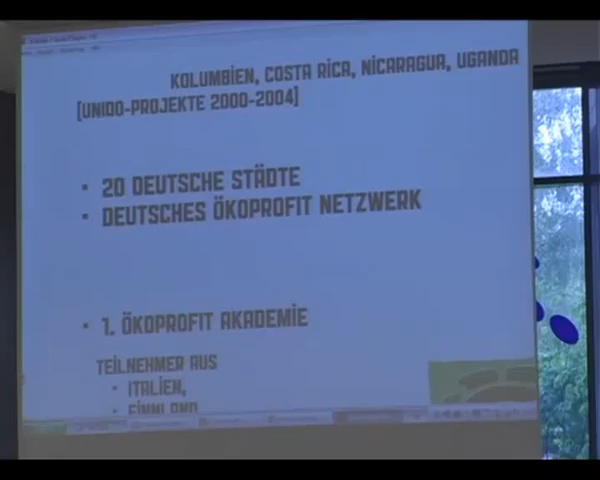 KOLUMBIEN, COSTA RICA, NICARAGUA, UGANDA
[UNIDO-PROJEKTE 2000-2004]
▪ 20 DEUTSCHE STÄDTE
▪ DEUTSCHES ÖKOPROFIT NETZWERK
▪ 1. ÖKOPROFIT AKADEMIE
TEILNEHMER AUS
▪ ITALIEN,
▪ FINNLAND